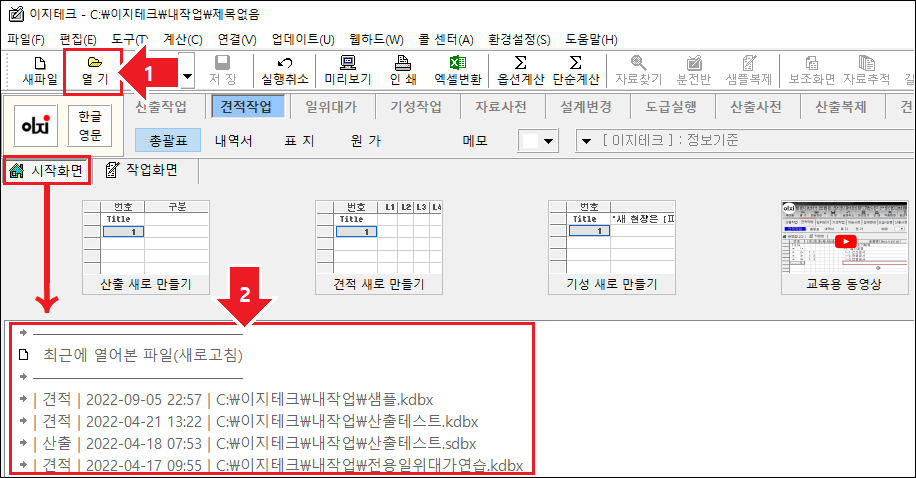 이지테크 - C:₩이지테크₩내작업₩제목없음
파일(F) 편집(E) 도구(T) 계산(C) 연결(V) 업데이트(U) 웹하드(W) 콜 센터(A) 환경설정(S) 도움말(H)
새파일 열 기 1 저 장 실행취소 미리보기 인 쇄 엑셀변환 옵션계산 단순계산 자료찾기 분전반 샘플복제 보조화면 자료추적
산출작업 견적작업 일위대가 기성작업 자료사전 설계변경 도급실행 산출사전 산출복제 견
olxi 한글 영문
총괄표 내역서 표 지 원 가 메모 [ 이지테크 ] : 정보기준
시작화면 작업화면
번호 구분
Title
1
산출 새로 만들기
번호 L1 L2 L3 L4
Title
1
견적 새로 만들기
번호
Title "새 현장은 [파
1
기성 새로 만들기
교육용 동영상
2
최근에 열어본 파일(새로고침)
| 견적 | 2022-09-05 22:57 | C:₩이지테크₩내작업₩샘플.kdbx
| 견적 | 2022-04-21 13:22 | C:₩이지테크₩내작업₩산출테스트.kdbx
| 산출 | 2022-04-18 07:53 | C:₩이지테크₩내작업₩산출테스트.sdbx
| 견적 | 2022-04-17 09:55 | C:₩이지테크₩내작업₩전용일위대가연습.kdbx